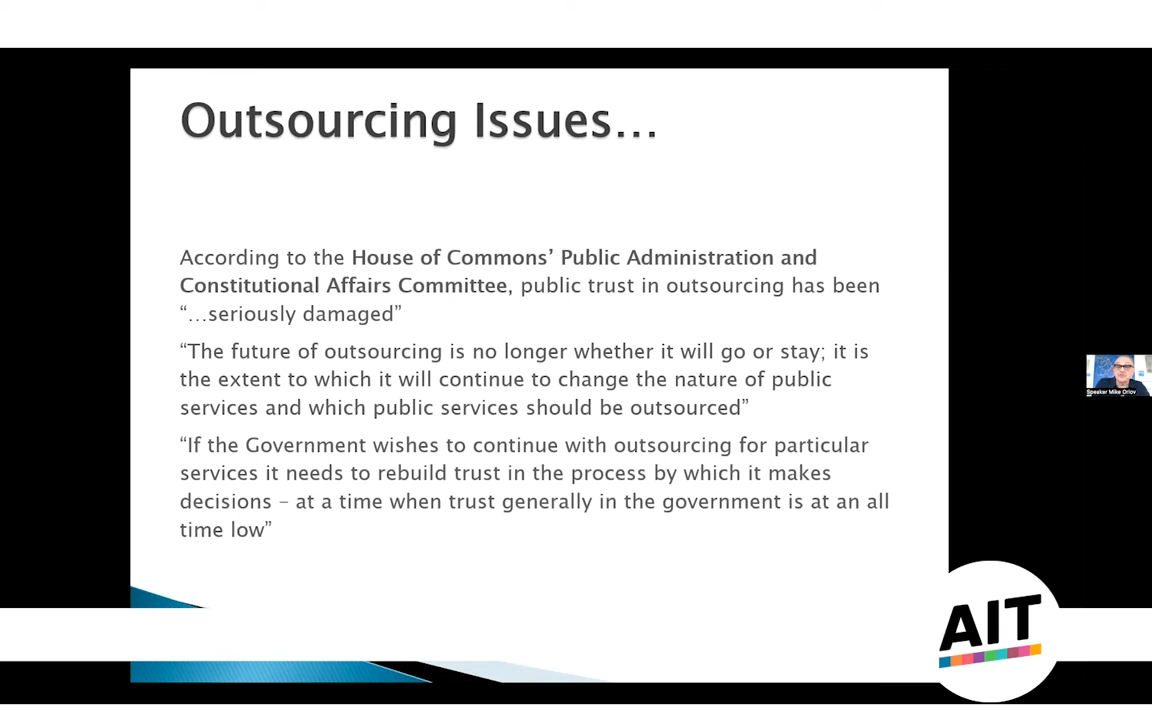 Outsourcing Issues...
According to the House of Commons’ Public Administration and
Constitutional Affairs Committee, public trust in outsourcing has been
“...seriously damaged”
“The future of outsourcing is no longer whether it will go or stay; it is
the extent to which it will continue to change the nature of public
services and which public services should be outsourced”
“If the Government wishes to continue with outsourcing for particular
services it needs to rebuild trust in the process by which it makes
decisions – at a time when trust generally in the government is at an all
time low”
Speaker Mike Orlov
AIT